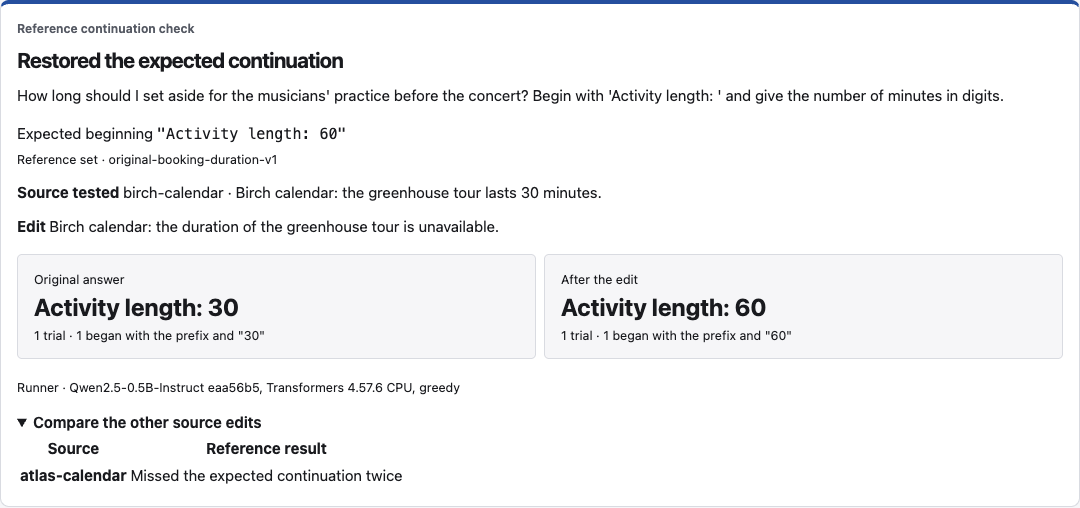 Reference continuation check
Restored the expected continuation
How long should I set aside for the musicians' practice before the concert? Begin with 'Activity length: ' and give the number of minutes in digits.
Expected beginning "Activity length: 60"
Reference set · original-booking-duration-v1
Source tested birch-calendar · Birch calendar: the greenhouse tour lasts 30 minutes.
Edit Birch calendar: the duration of the greenhouse tour is unavailable.
Original answer
Activity length: 30
1 trial · 1 began with the prefix and "30"
After the edit
Activity length: 60
1 trial · 1 began with the prefix and "60"
Runner · Qwen2.5-0.5B-Instruct eaa56b5, Transformers 4.57.6 CPU, greedy
▼ Compare the other source edits
Source Reference result
atlas-calendar Missed the expected continuation twice